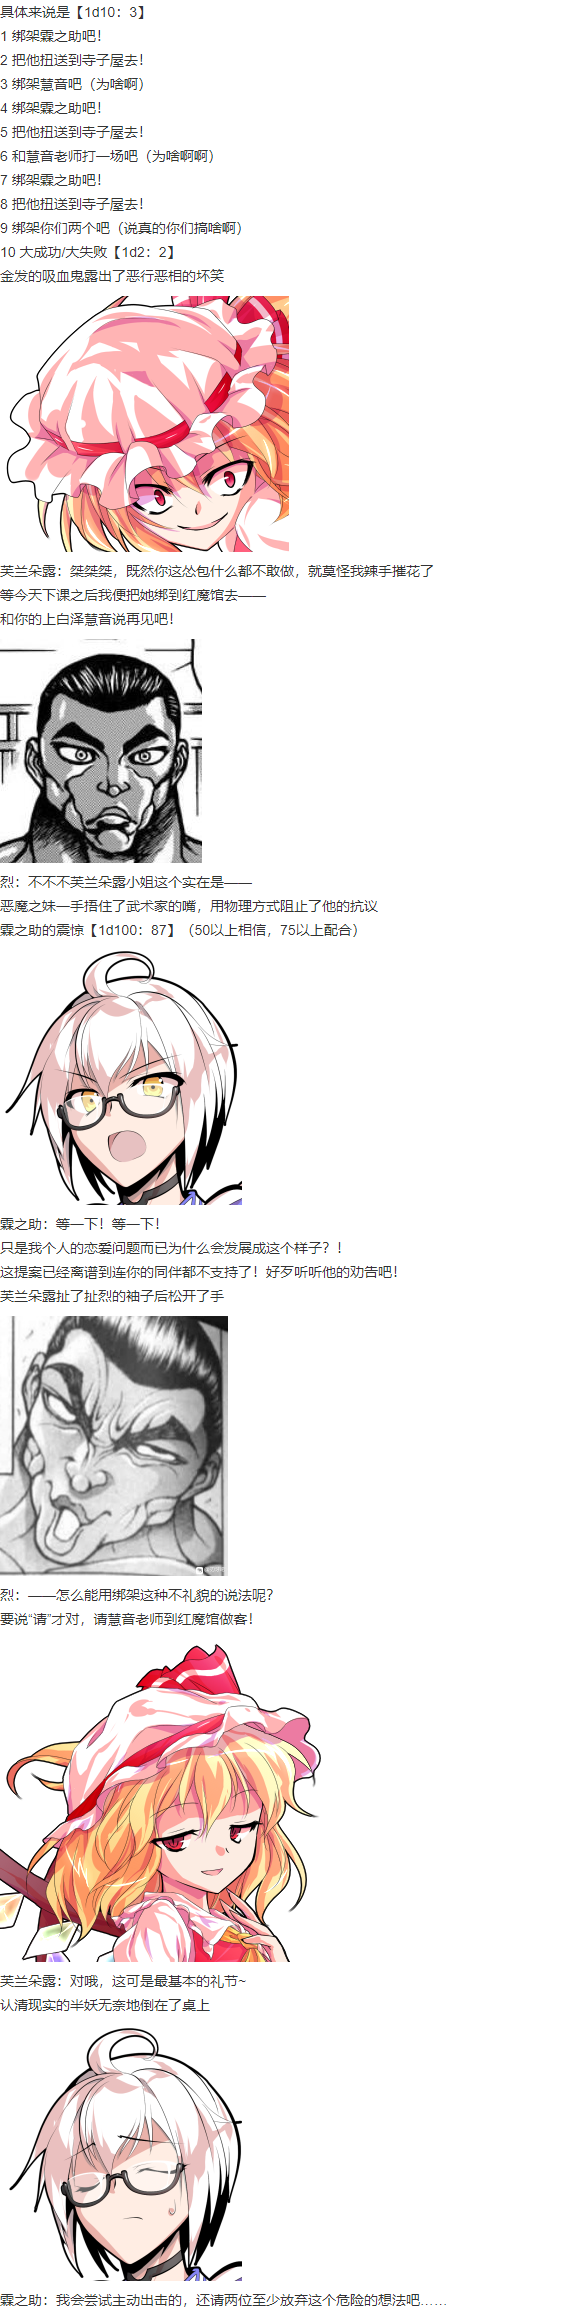 具体来说是【1d10：3】
1 绑架霖之助吧！
2 把他扭送到寺子屋去！
3 绑架慧音吧（为啥啊）
4 绑架霖之助吧！
5 把他扭送到寺子屋去！
6 和慧音老师打一场吧（为啥啊啊）
7 绑架霖之助吧！
8 把他扭送到寺子屋去！
9 绑架你们两个吧（说真的你们搞啥啊）
10 大成功/大失败【1d2：2】
金发的吸血鬼露出了恶行恶相的坏笑
芙兰朵露：桀桀桀，既然你这怂包什么都不敢做，就莫怪我辣手摧花了
等今天下课之后我便把她绑到红魔馆去——
和你的上白泽慧音说再见吧！
烈：不不不芙兰朵露小姐这个实在是——
恶魔之妹一手捂住了武术家的嘴，用物理方式阻止了他的抗议
霖之助的震惊【1d100：87】（50以上相信，75以上配合）
霖之助：等一下！等一下！
只是我个人的恋爱问题而已为什么会发展成这个样子？！
这提案已经离谱到连你的同伴都不支持了！好歹听听他的劝告吧！
芙兰朵露扯了扯烈的袖子后松开了手
烈：——怎么能用绑架这种不礼貌的说法呢？
要说“请”才对，请慧音老师到红魔馆做客！
芙兰朵露：对哦，这可是最基本的礼节~
认清现实的半妖无奈地倒在了桌上
霖之助：我会尝试主动出击的，还请两位至少放弃这个危险的想法吧……